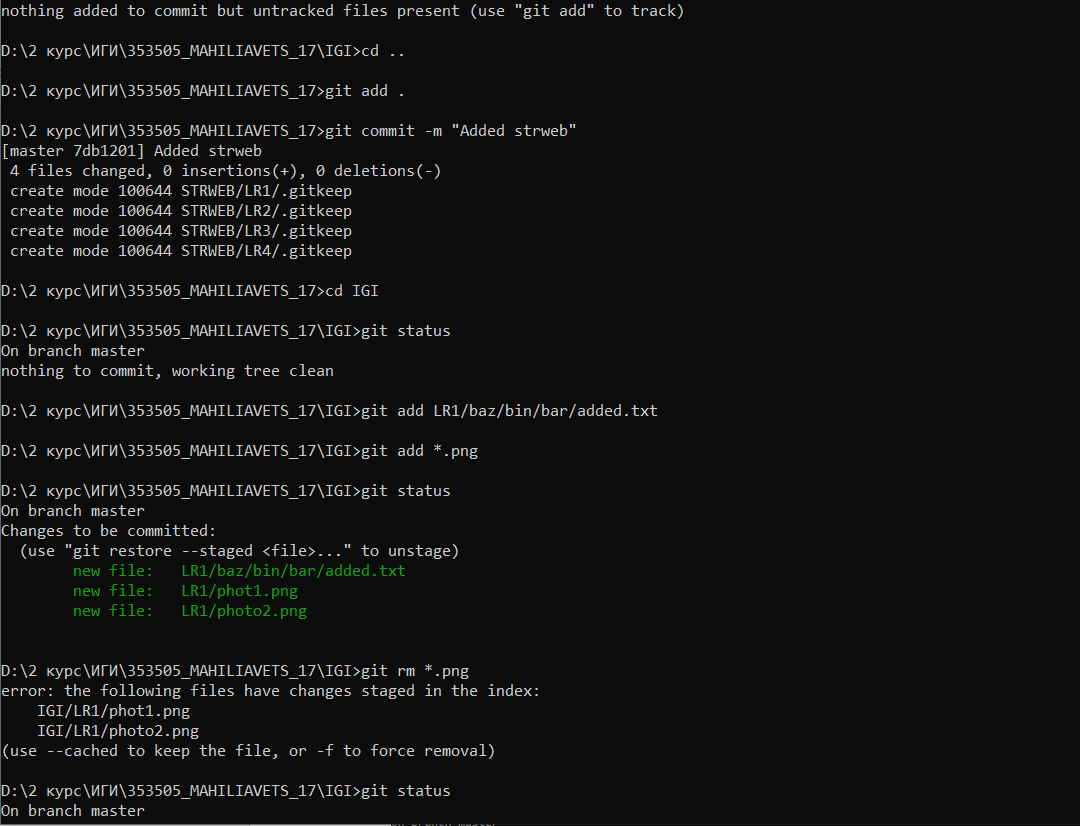 nothing added to commit but untracked files present (use "git add" to track)
D:\2 курс\ИГИ\353505_MAHILIAVETS_17\IGI>cd ..
D:\2 курс\ИГИ\353505_MAHILIAVETS_17>git add .
D:\2 курс\ИГИ\353505_MAHILIAVETS_17>git commit -m "Added strweb"
[master 7db1201] Added strweb
 4 files changed, 0 insertions(+), 0 deletions(-)
 create mode 100644 STRWEB/LR1/.gitkeep
 create mode 100644 STRWEB/LR2/.gitkeep
 create mode 100644 STRWEB/LR3/.gitkeep
 create mode 100644 STRWEB/LR4/.gitkeep
D:\2 курс\ИГИ\353505_MAHILIAVETS_17>cd IGI
D:\2 курс\ИГИ\353505_MAHILIAVETS_17\IGI>git status
On branch master
nothing to commit, working tree clean
D:\2 курс\ИГИ\353505_MAHILIAVETS_17\IGI>git add LR1/baz/bin/bar/added.txt
D:\2 курс\ИГИ\353505_MAHILIAVETS_17\IGI>git add *.png
D:\2 курс\ИГИ\353505_MAHILIAVETS_17\IGI>git status
On branch master
Changes to be committed:
  (use "git restore --staged <file>..." to unstage)
        new file:   LR1/baz/bin/bar/added.txt
        new file:   LR1/phot1.png
        new file:   LR1/photo2.png
D:\2 курс\ИГИ\353505_MAHILIAVETS_17\IGI>git rm *.png
error: the following files have changes staged in the index:
    IGI/LR1/phot1.png
    IGI/LR1/photo2.png
(use --cached to keep the file, or -f to force removal)
D:\2 курс\ИГИ\353505_MAHILIAVETS_17\IGI>git status
On branch master